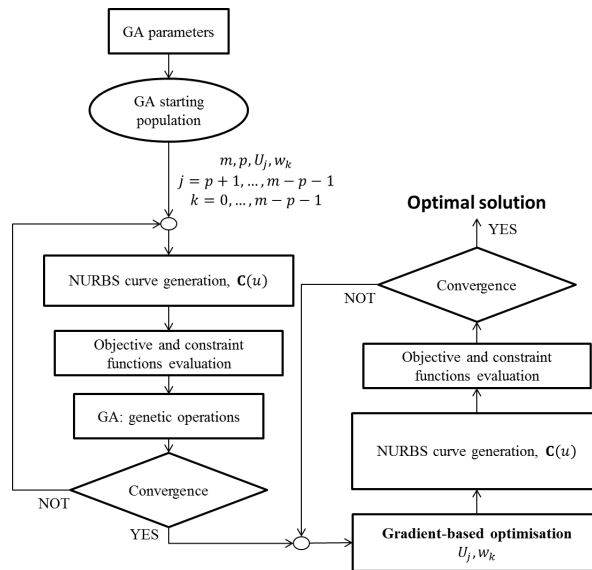 GA parameters
GA starting
population
m, p, U_j, w_k
j = p + 1, … , m − p − 1
k = 0, … , m − p − 1
NURBS curve generation, C(u)
Objective and constraint
functions evaluation
GA: genetic operations
Convergence
NOT
YES
Optimal solution
YES
NOT
Convergence
Objective and constraint
functions evaluation
NURBS curve generation, C(u)
Gradient-based optimisation
U_j, w_k